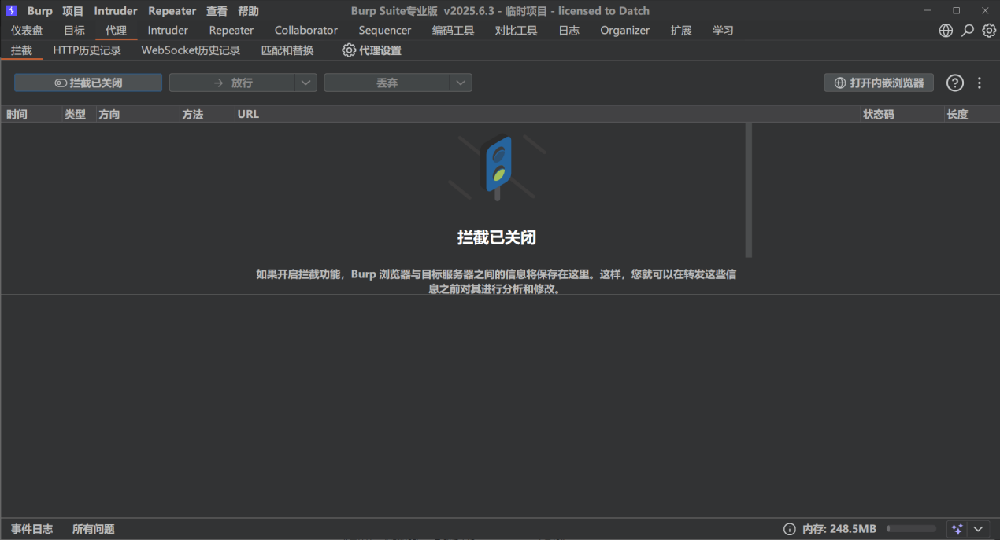 Burp 项目 Intruder Repeater 查看 帮助 Burp Suite专业版 v2025.6.3 - 临时项目 - licensed to Datch
仪表盘 目标 代理 Intruder Repeater Collaborator Sequencer 编码工具 对比工具 日志 Organizer 扩展 学习
拦截 HTTP历史记录 WebSocket历史记录 匹配和替换 代理设置
拦截已关闭 放行 丢弃 打开内嵌浏览器
时间 类型 方向 方法 URL 状态码 长度
拦截已关闭
如果开启拦截功能，Burp 浏览器与目标服务器之间的信息将保存在这里。这样，您就可以在转发这些信
息之前对其进行分析和修改。
事件日志 所有问题 内存: 248.5MB